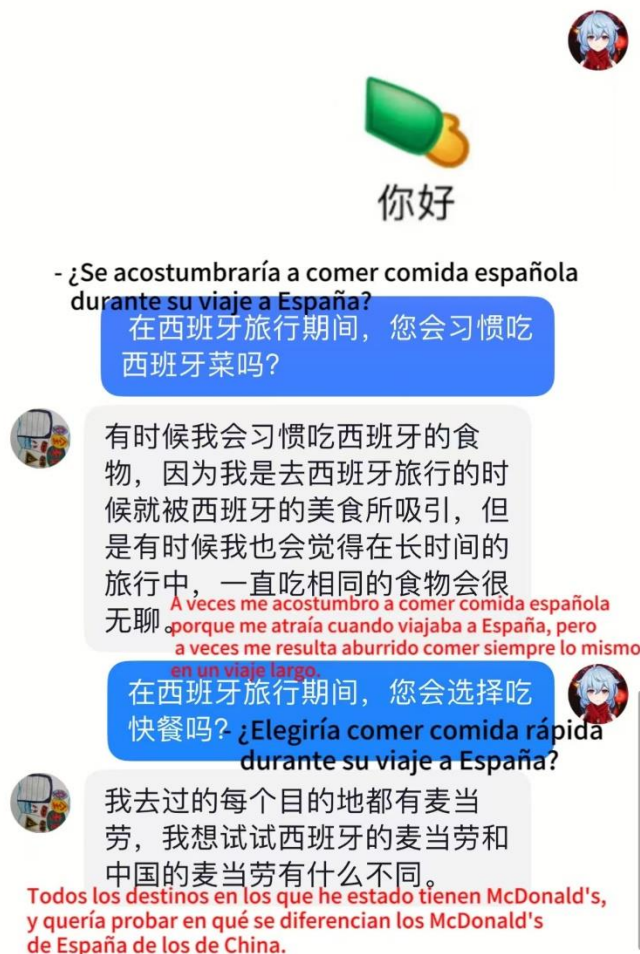 你好
- ¿Se acostumbraría a comer comida española
durante su viaje a España?
在西班牙旅行期间，您会习惯吃
西班牙菜吗？
有时候我会习惯吃西班牙的食
物，因为我是去西班牙旅行的时
候就被西班牙的美食所吸引，但
是有时候我也会觉得在长时间的
旅行中，一直吃相同的食物会很
无聊。
A veces me acostumbro a comer comida española
porque me atraía cuando viajaba a España, pero
a veces me resulta aburrido comer siempre lo mismo
en un viaje largo.
在西班牙旅行期间，您会选择吃
快餐吗？
- ¿Elegiría comer comida rápida
durante su viaje a España?
我去过的每个目的地都有麦当
劳，我想试试西班牙的麦当劳和
中国的麦当劳有什么不同。
Todos los destinos en los que he estado tienen McDonald's,
y quería probar en qué se diferencian los McDonald's
de España de los de China.